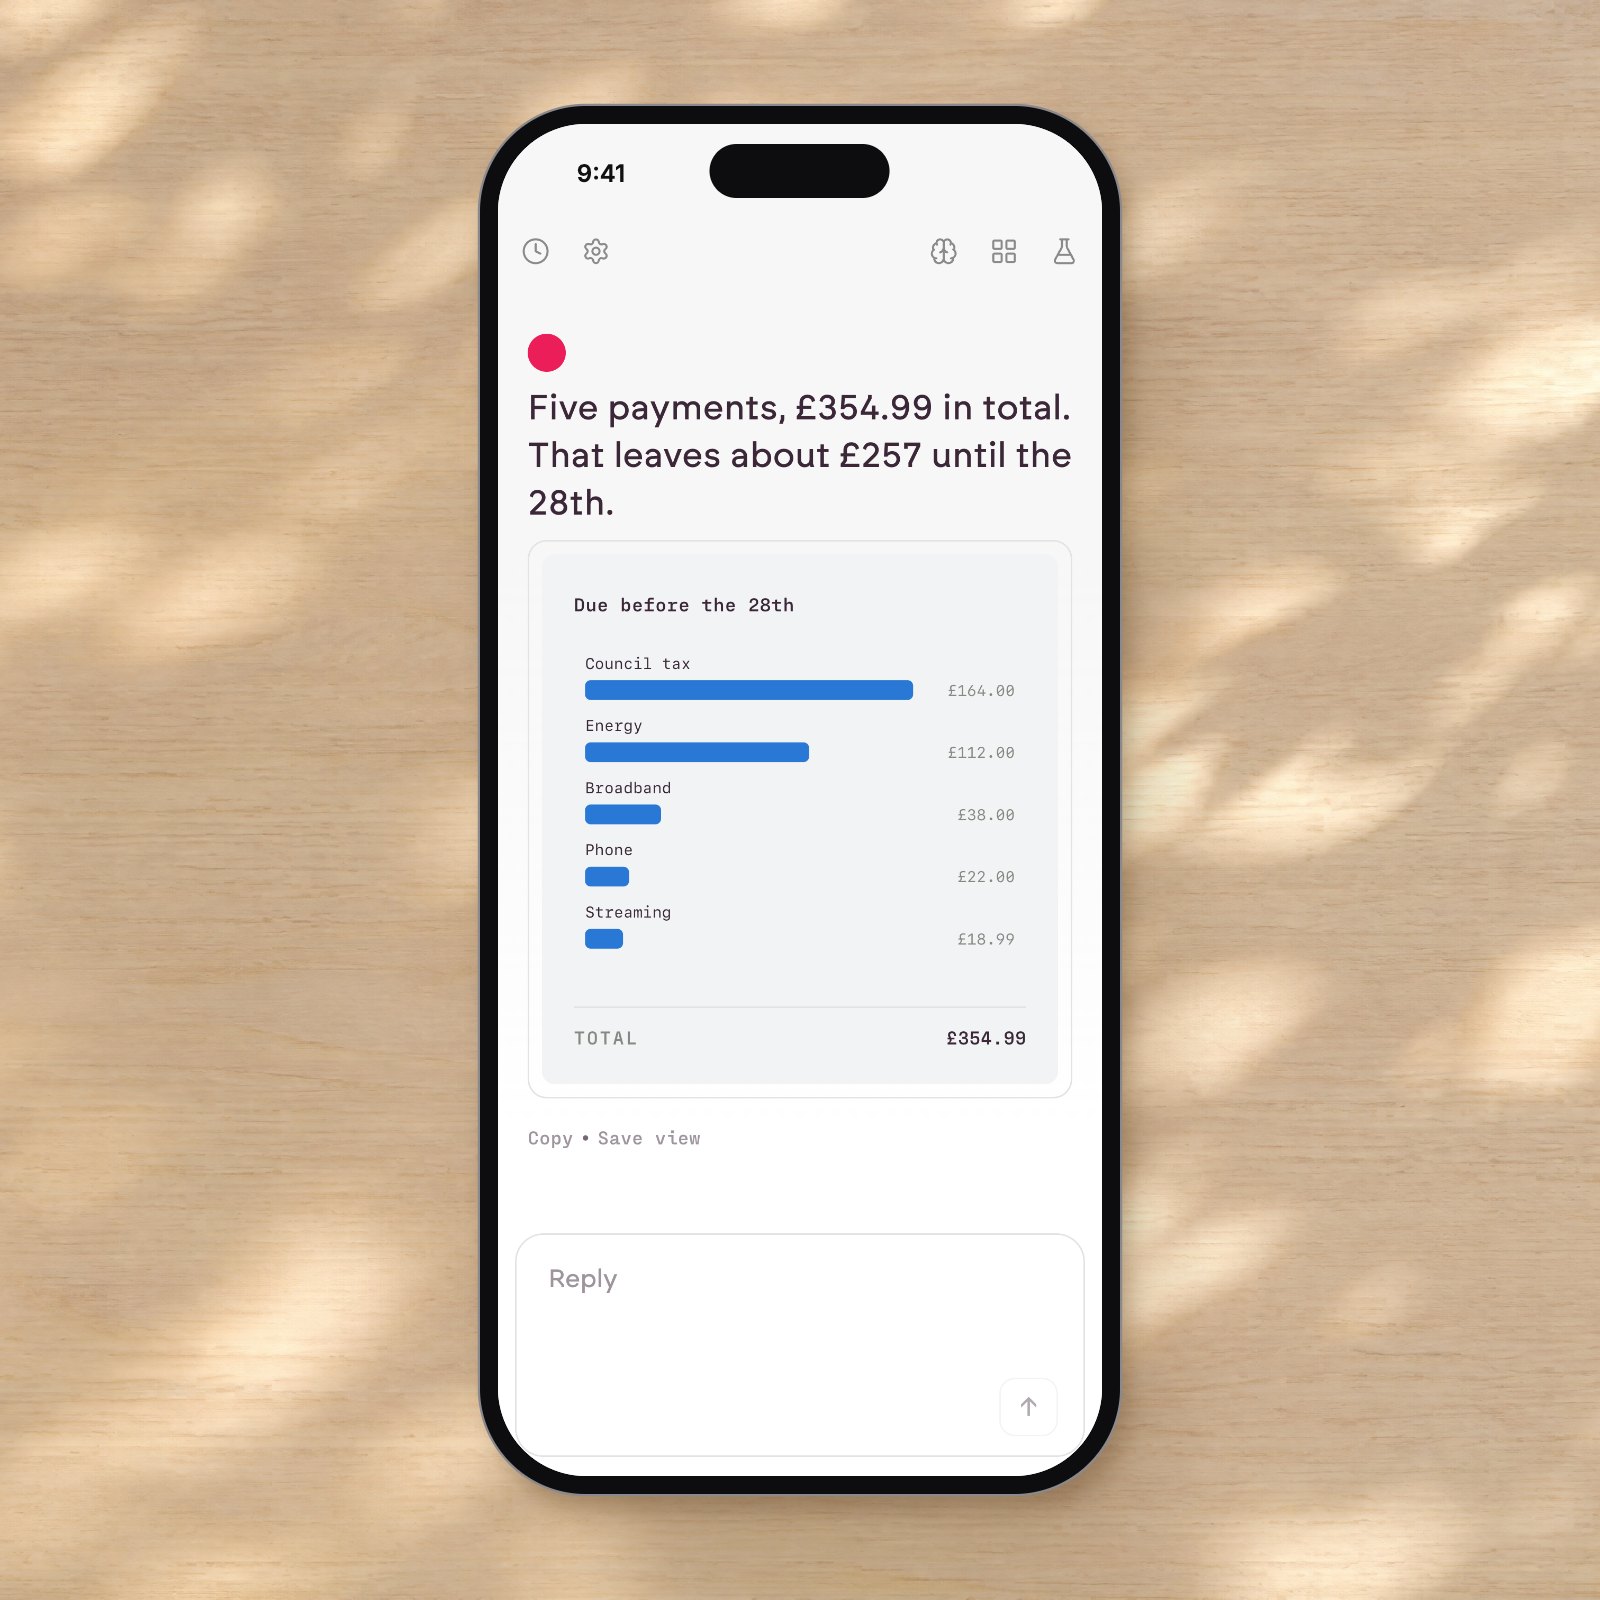 9:41
Five payments, £354.99 in total.
That leaves about £257 until the
28th.
Due before the 28th
Council tax
£164.00
Energy
£112.00
Broadband
£38.00
Phone
£22.00
Streaming
£18.99
TOTAL £354.99
Copy • Save view
Reply